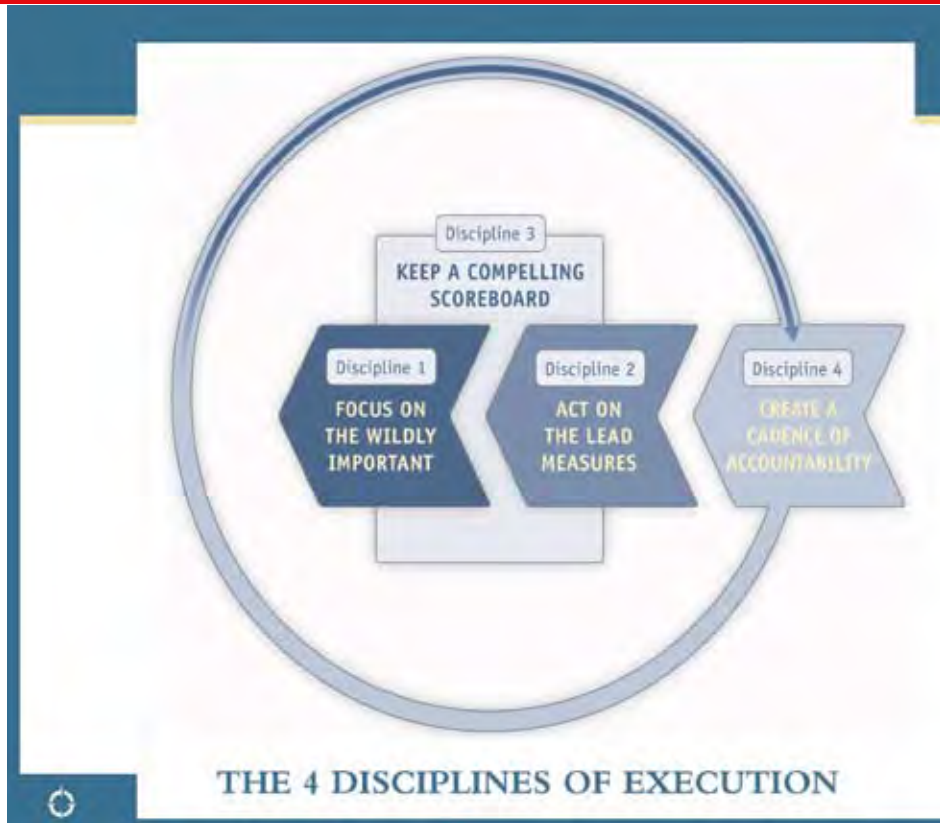 Discipline 3
KEEP A COMPELLING
SCOREBOARD
Discipline 1
FOCUS ON
THE WILDLY
IMPORTANT
Discipline 2
ACT ON
THE LEAD
MEASURES
Discipline 4
CREATE A
CADENCE OF
ACCOUNTABILITY
THE 4 DISCIPLINES OF EXECUTION